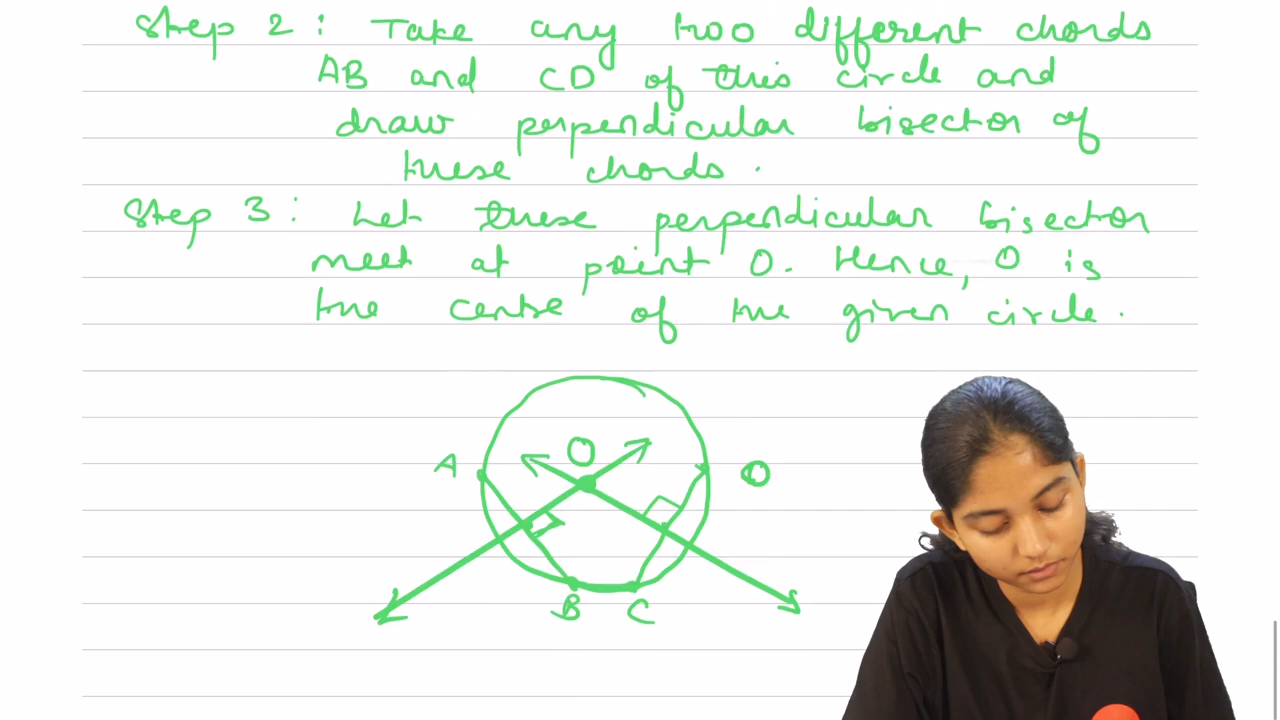 Step 2 : Take any two different chords
AB and CD of this circle and
draw perpendicular bisector of
these chords.
Step 3 : Let these perpendicular bisector
meet at point O. Hence, O is
the centre of the given circle.
O
A
D
B C